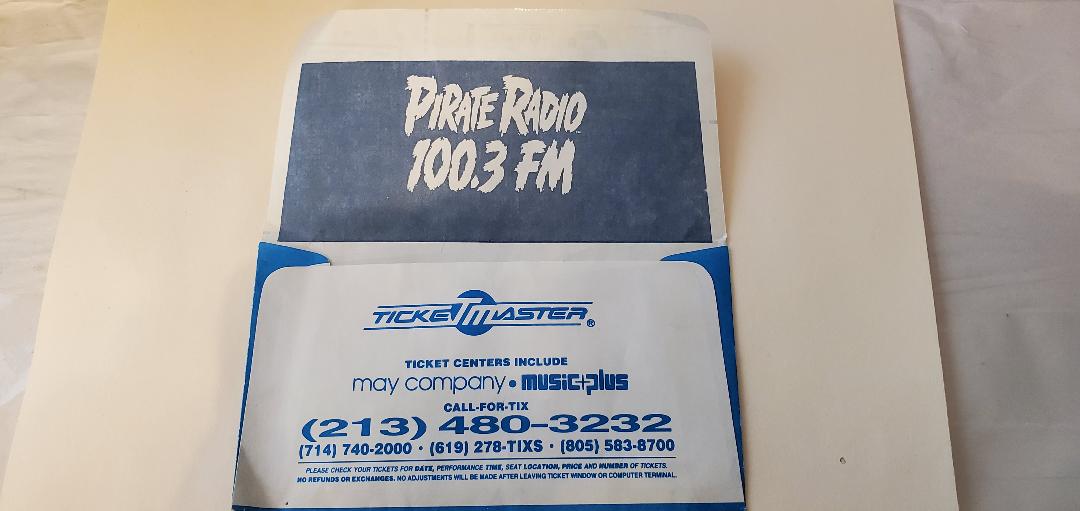 PIRATE RADIO
100.3 FM
TICKETMASTER®
TICKET CENTERS INCLUDE
may company • MUSIC+plus
CALL-FOR-TIX
(213) 480-3232
(714) 740-2000 • (619) 278-TIXS • (805) 583-8700
PLEASE CHECK YOUR TICKETS FOR DATE, PERFORMANCE TIME, SEAT LOCATION, PRICE AND NUMBER OF TICKETS.
NO REFUNDS OR EXCHANGES. NO ADJUSTMENTS WILL BE MADE AFTER LEAVING TICKET WINDOW OR COMPUTER TERMINAL.